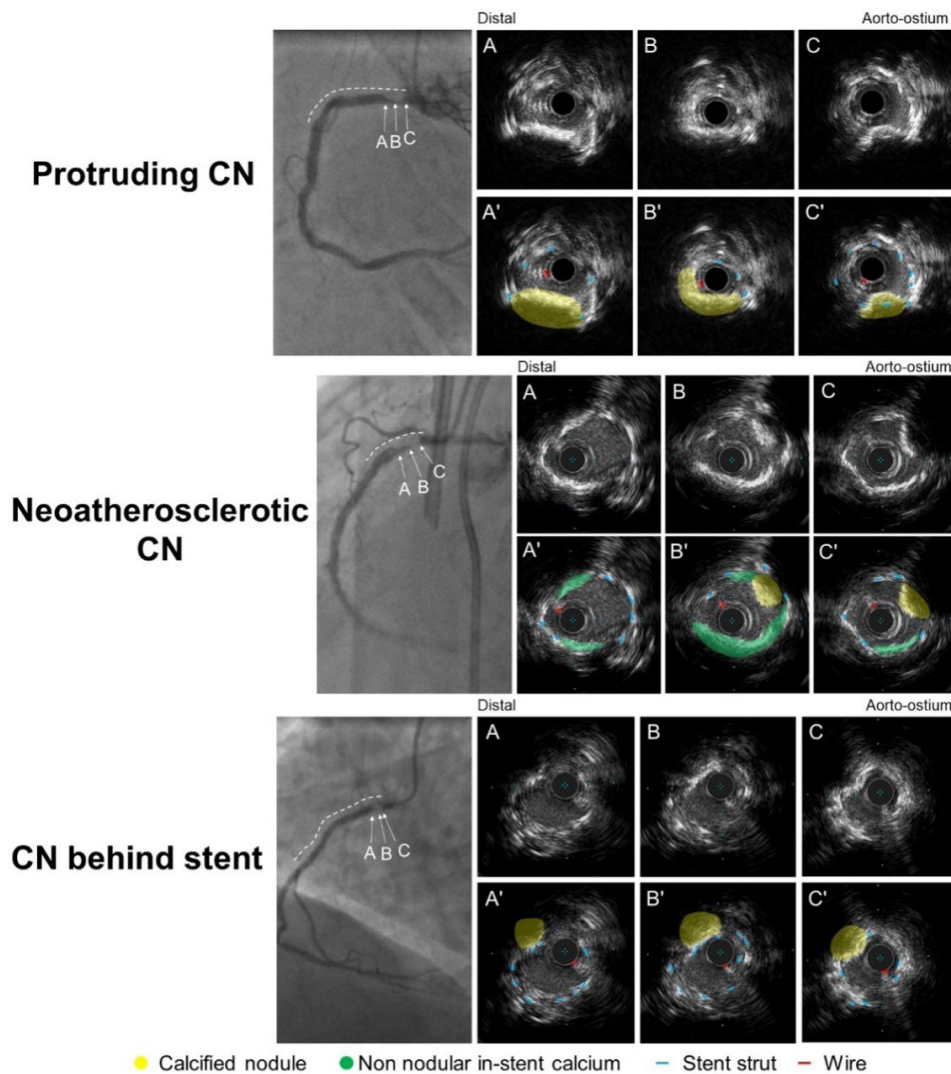 Distal Aorto-ostium
A B C
Protruding CN
A B C
A' B' C'
Distal Aorto-ostium
A B C
Neoatherosclerotic
CN
A B C
A' B' C'
Distal Aorto-ostium
A B C
CN behind stent
A B C
A' B' C'
Calcified nodule Non nodular in-stent calcium Stent strut Wire